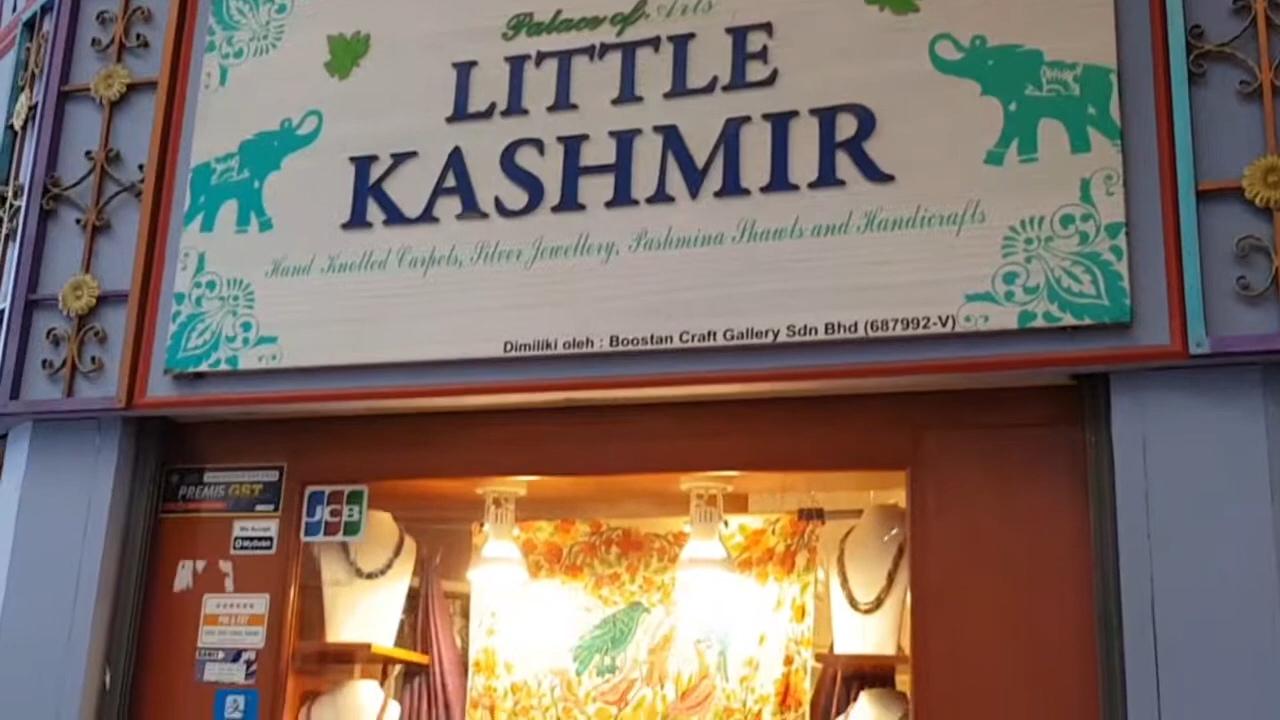 Palace of Arts
LITTLE
KASHMIR
Hand Knotted Carpets, Silver Jewellery, Pashmina Shawls and Handicrafts
Dimiliki oleh : Boostan Craft Gallery Sdn Bhd (687992-V)
PREMIS GST
JCB
We Accept
MyDebit